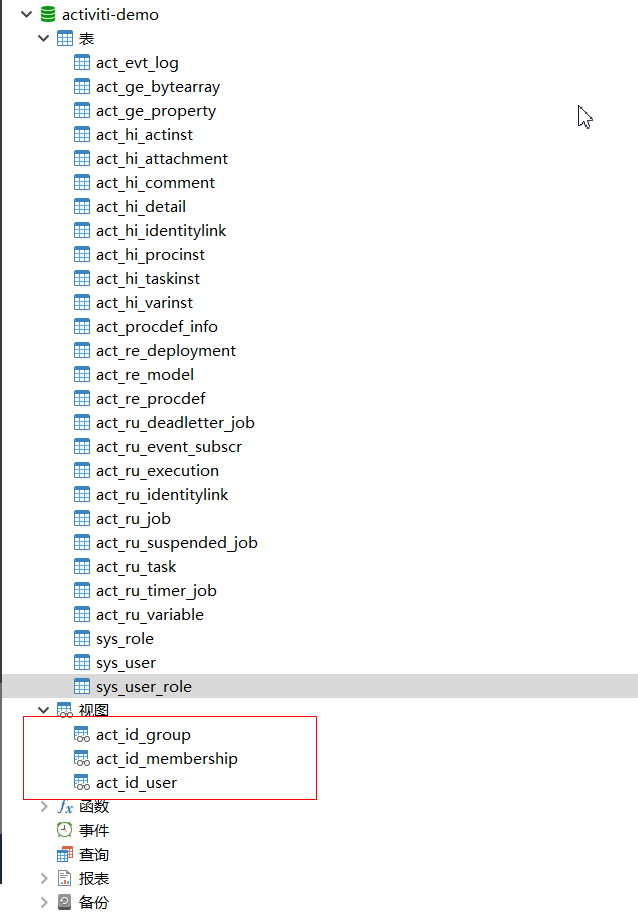 activiti-demo
表
act_evt_log
act_ge_bytearray
act_ge_property
act_hi_actinst
act_hi_attachment
act_hi_comment
act_hi_detail
act_hi_identitylink
act_hi_procinst
act_hi_taskinst
act_hi_varinst
act_procdef_info
act_re_deployment
act_re_model
act_re_procdef
act_ru_deadletter_job
act_ru_event_subscr
act_ru_execution
act_ru_identitylink
act_ru_job
act_ru_suspended_job
act_ru_task
act_ru_timer_job
act_ru_variable
sys_role
sys_user
sys_user_role
视图
act_id_group
act_id_membership
act_id_user
fx 函数
事件
查询
报表
备份